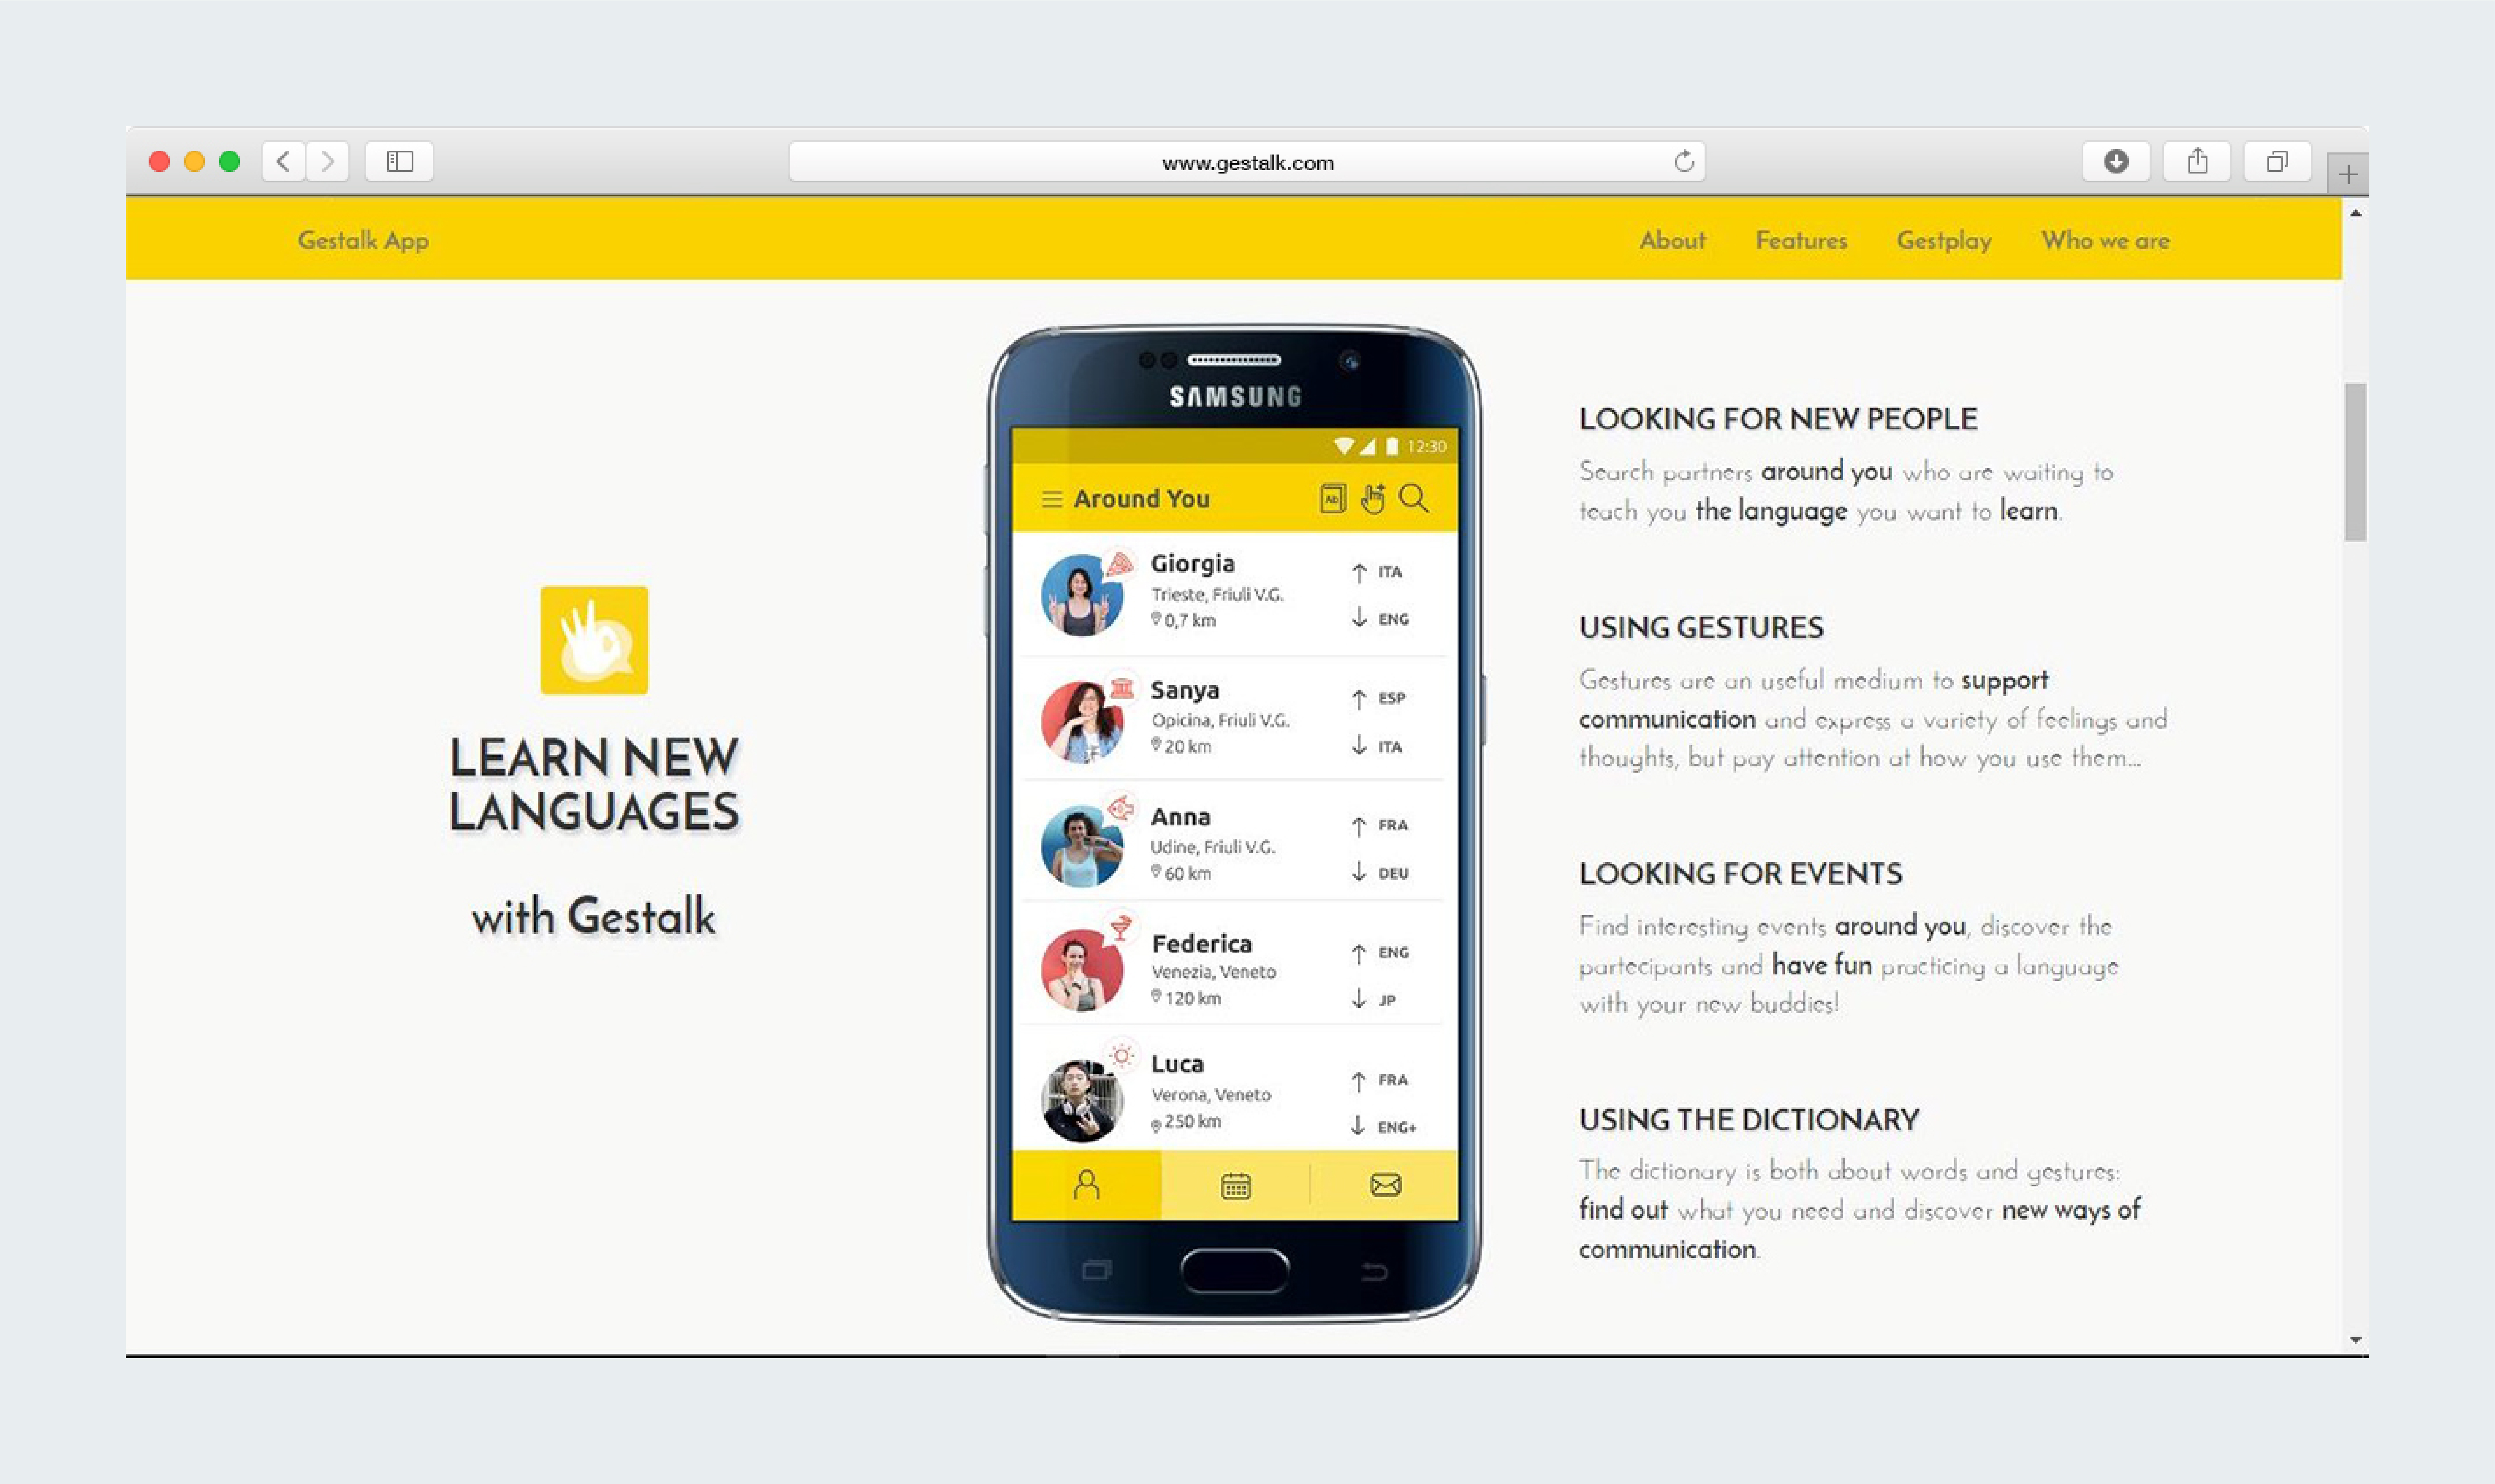 www.gestalk.com
Gestalk App
About
Features
Gestplay
Who we are
LEARN NEW
LANGUAGES
with Gestalk
SAMSUNG
12:30
Around You
Ab
Giorgia
Trieste, Friuli V.G.
0,7 km
ITA
ENG
Sanya
Opicina, Friuli V.G.
20 km
ESP
ITA
Anna
Udine, Friuli V.G.
60 km
FRA
DEU
Federica
Venezia, Veneto
120 km
ENG
JP
Luca
Verona, Veneto
250 km
FRA
ENG+
LOOKING FOR NEW PEOPLE
Search partners around you who are waiting to
teach you the language you want to learn.
USING GESTURES
Gestures are an useful medium to support
communication and express a variety of feelings and
thoughts, but pay attention at how you use them...
LOOKING FOR EVENTS
Find interesting events around you, discover the
partecipants and have fun practicing a language
with your new buddies!
USING THE DICTIONARY
The dictionary is both about words and gestures:
find out what you need and discover new ways of
communication.